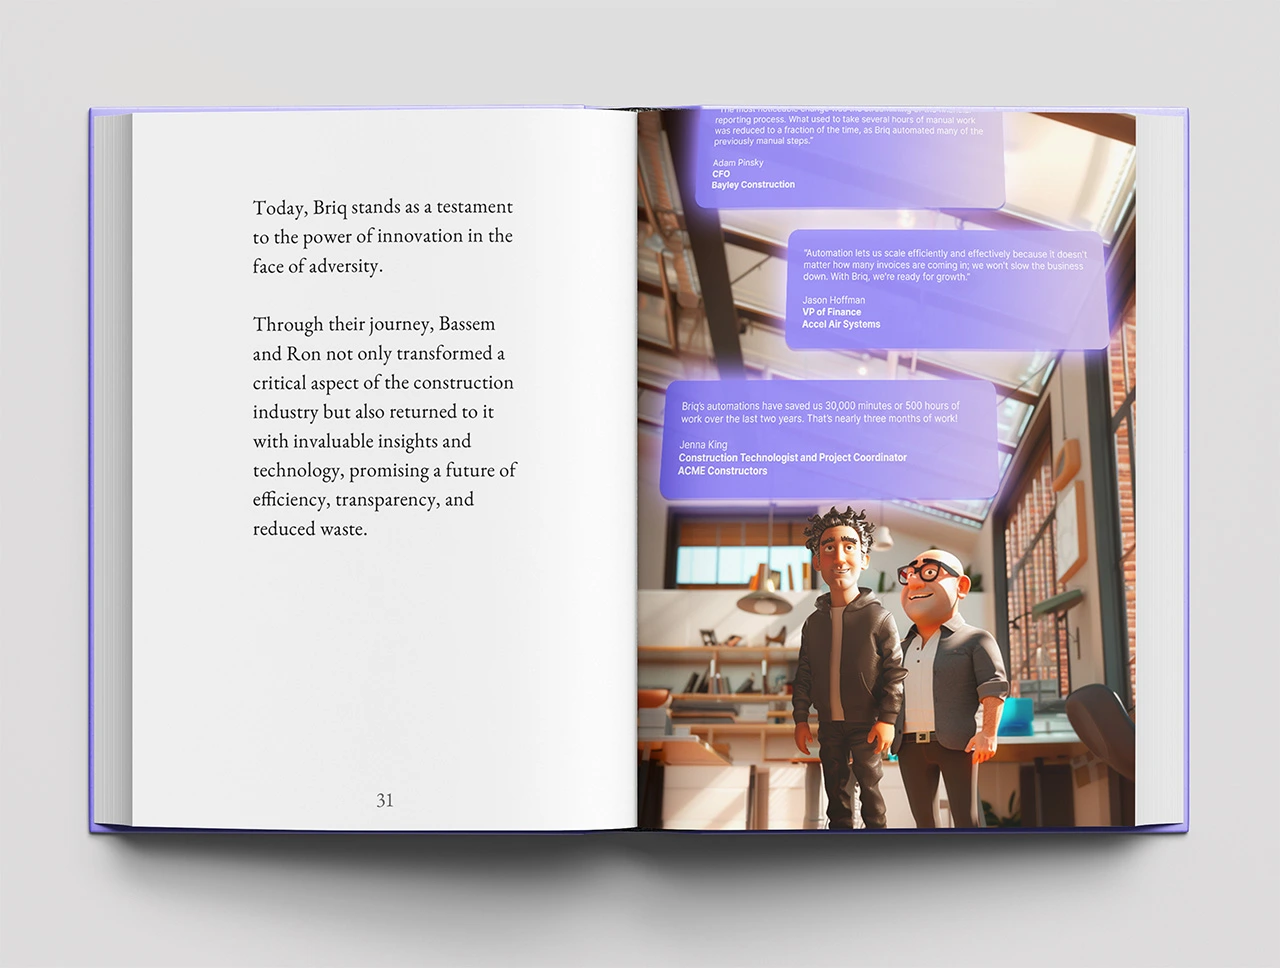 Today, Briq stands as a testament
to the power of innovation in the
face of adversity.
Through their journey, Bassem
and Ron not only transformed a
critical aspect of the construction
industry but also returned to it
with invaluable insights and
technology, promising a future of
efficiency, transparency, and
reduced waste.
31
reporting process. What used to take several hours of manual work
was reduced to a fraction of the time, as Briq automated many of the
previously manual steps."
Adam Pinsky
CFO
Bayley Construction
"Automation lets us scale efficiently and effectively because it doesn't
matter how many invoices are coming in; we won't slow the business
down. With Briq, we're ready for growth."
Jason Hoffman
VP of Finance
Accel Air Systems
Briq's automations have saved us 30,000 minutes or 500 hours of
work over the last two years. That's nearly three months of work!
Jenna King
Construction Technologist and Project Coordinator
ACME Constructors